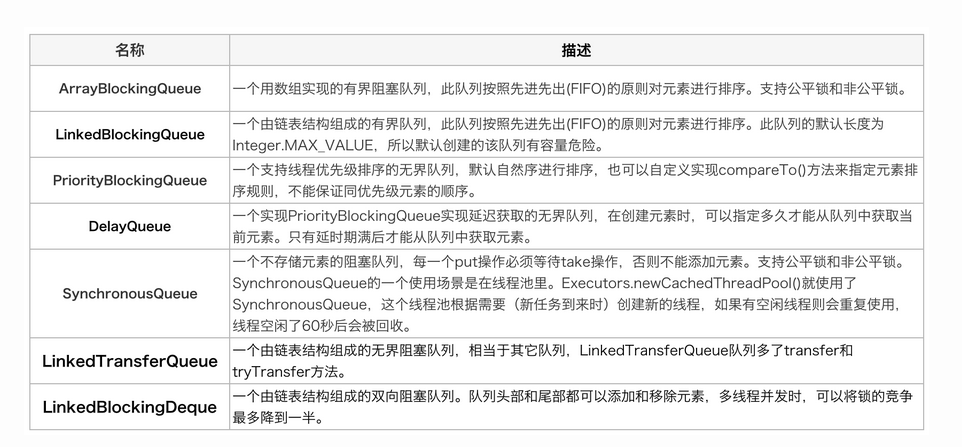 名称
描述
ArrayBlockingQueue
一个用数组实现的有界阻塞队列，此队列按照先进先出(FIFO)的原则对元素进行排序。支持公平锁和非公平锁。
LinkedBlockingQueue
一个由链表结构组成的有界队列，此队列按照先进先出(FIFO)的原则对元素进行排序。此队列的默认长度为
Integer.MAX_VALUE，所以默认创建的该队列有容量危险。
PriorityBlockingQueue
一个支持线程优先级排序的无界队列，默认自然序进行排序，也可以自定义实现compareTo()方法来指定元素排
序规则，不能保证同优先级元素的顺序。
DelayQueue
一个实现PriorityBlockingQueue实现延迟获取的无界队列，在创建元素时，可以指定多久才能从队列中获取当
前元素。只有延时期满后才能从队列中获取元素。
SynchronousQueue
一个不存储元素的阻塞队列，每一个put操作必须等待take操作，否则不能添加元素。支持公平锁和非公平锁。
SynchronousQueue的一个使用场景是在线程池里。Executors.newCachedThreadPool()就使用了
SynchronousQueue，这个线程池根据需要（新任务到来时）创建新的线程，如果有空闲线程则会重复使用，
线程空闲了60秒后会被回收。
LinkedTransferQueue
一个由链表结构组成的无界阻塞队列，相当于其它队列，LinkedTransferQueue队列多了transfer和
tryTransfer方法。
LinkedBlockingDeque
一个由链表结构组成的双向阻塞队列。队列头部和尾部都可以添加和移除元素，多线程并发时，可以将锁的竞争
最多降到一半。